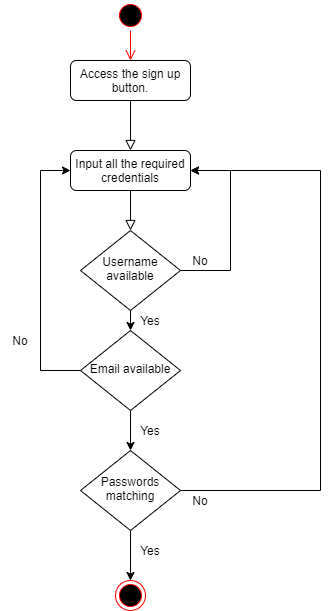 Access the sign up
button.
Input all the required
credentials
Username
available
No
Yes
No
Email available
Yes
Passwords
matching
No
Yes